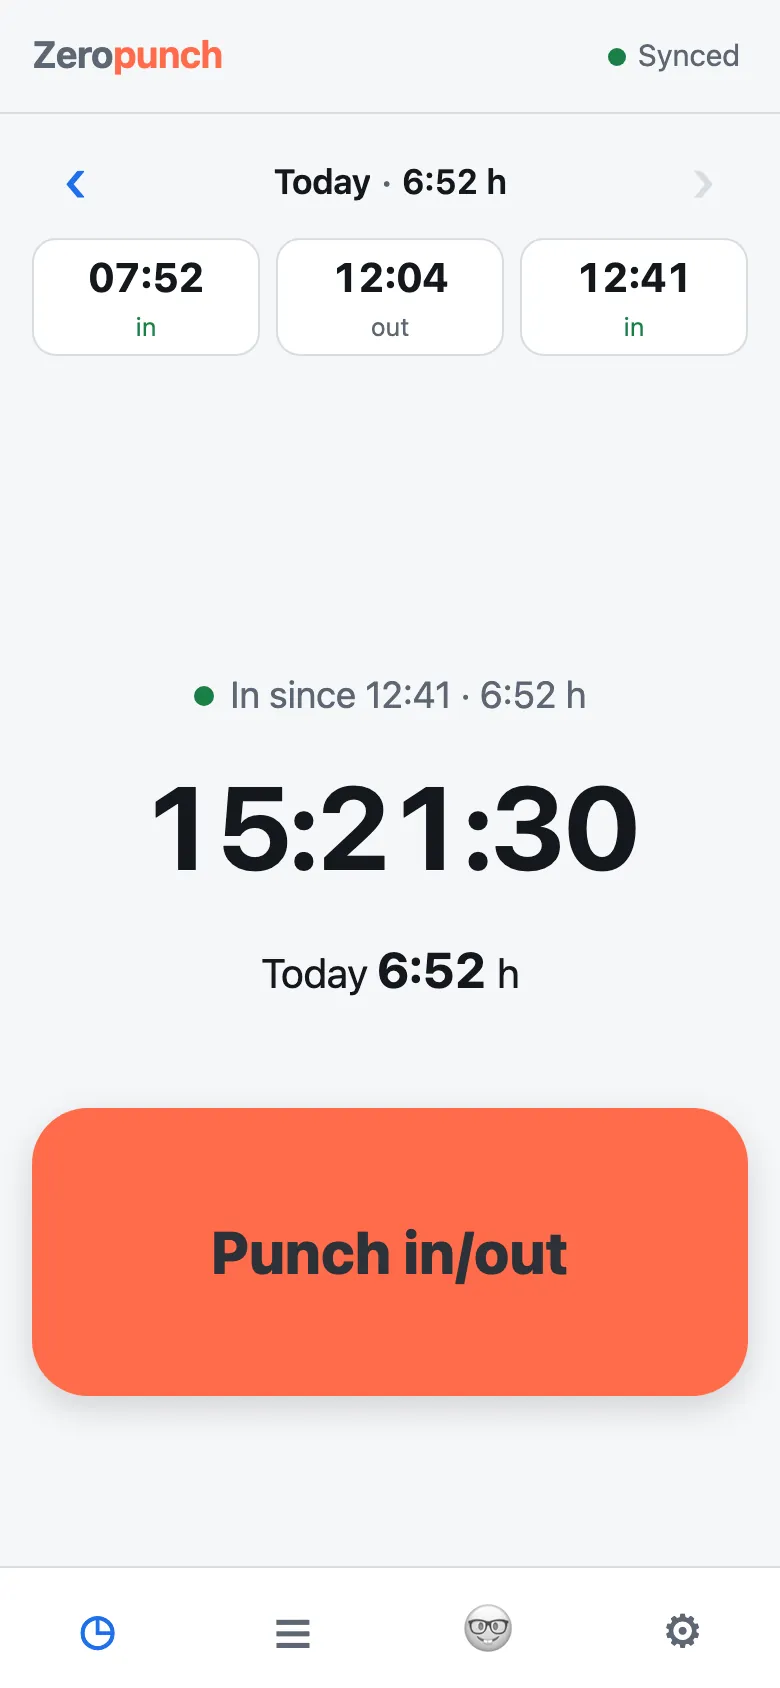 Zeropunch
Synced
Today · 6:52 h
07:52
in
12:04
out
12:41
in
In since 12:41 · 6:52 h
15:21:30
Today 6:52 h
Punch in/out